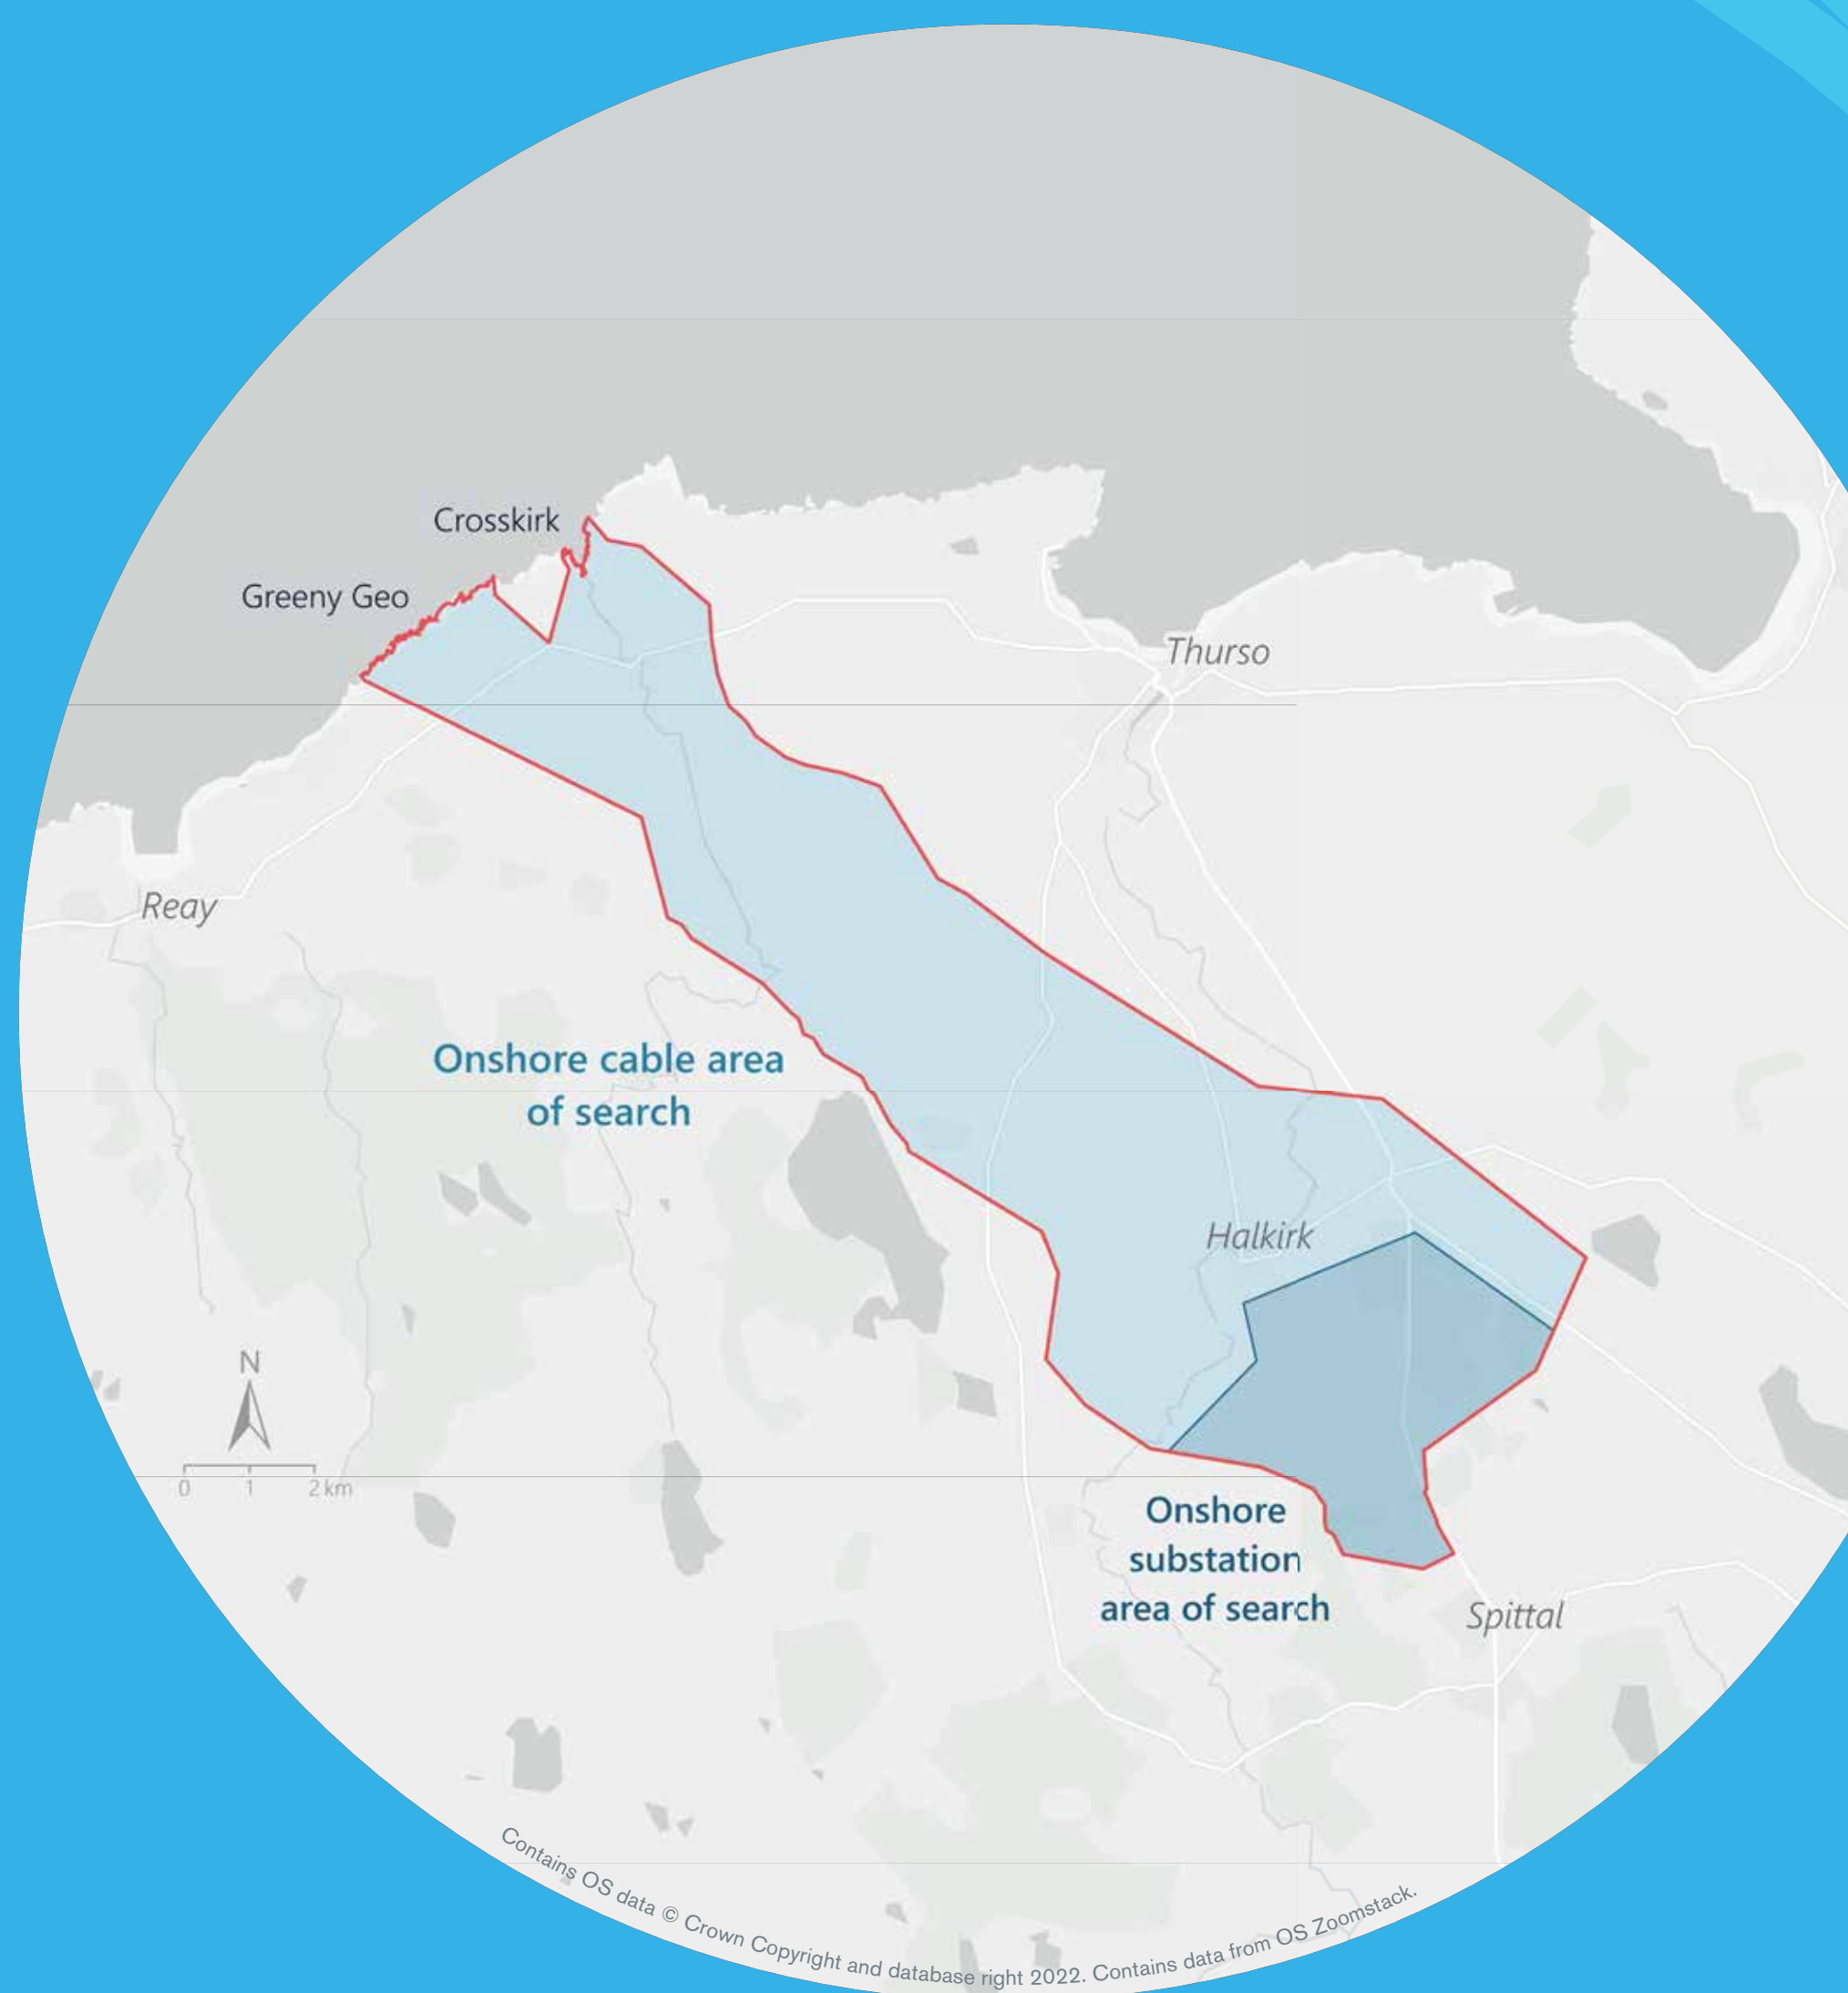 Crosskirk
Greeny Geo
Thurso
Reay
Onshore cable area
of search
Halkirk
N
0 1 2 km
Onshore
substation
area of search
Spittal
Contains OS data © Crown Copyright and database right 2022. Contains data from OS Zoomstack.